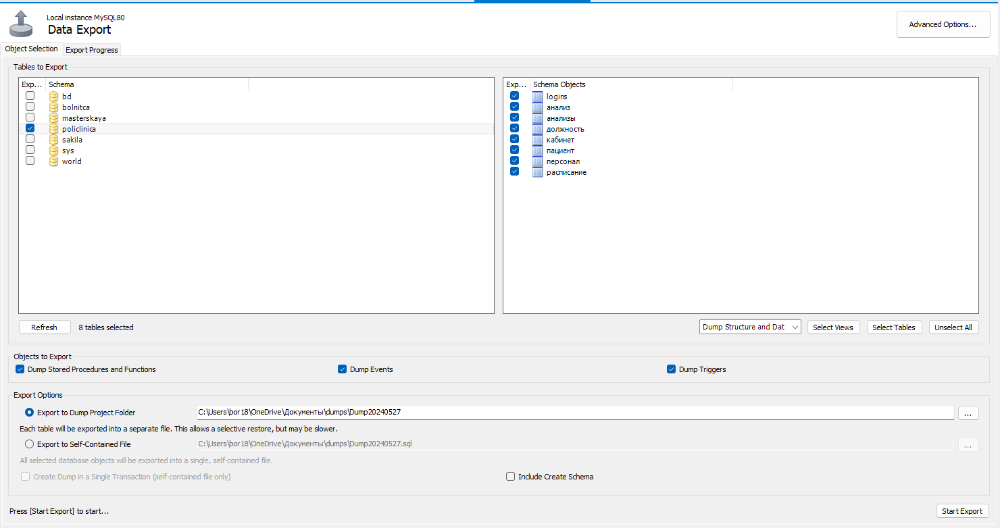 Local instance MySQL80
Data Export
Advanced Options...
Object Selection Export Progress
Tables to Export
Exp... Schema
bd
bolnitca
masterskaya
policlinica
sakila
sys
world
Exp... Schema Objects
logins
анализ
анализы
должность
кабинет
пациент
персонал
расписание
Refresh 8 tables selected Dump Structure and Dat Select Views Select Tables Unselect All
Objects to Export
Dump Stored Procedures and Functions Dump Events Dump Triggers
Export Options
Export to Dump Project Folder C:\Users\bor18\OneDrive\Документы\dumps\Dump20240527 ...
Each table will be exported into a separate file. This allows a selective restore, but may be slower.
Export to Self-Contained File C:\Users\bor18\OneDrive\Документы\dumps\Dump20240527.sql ...
All selected database objects will be exported into a single, self-contained file.
Create Dump in a Single Transaction (self-contained file only) Include Create Schema
Press [Start Export] to start... Start Export